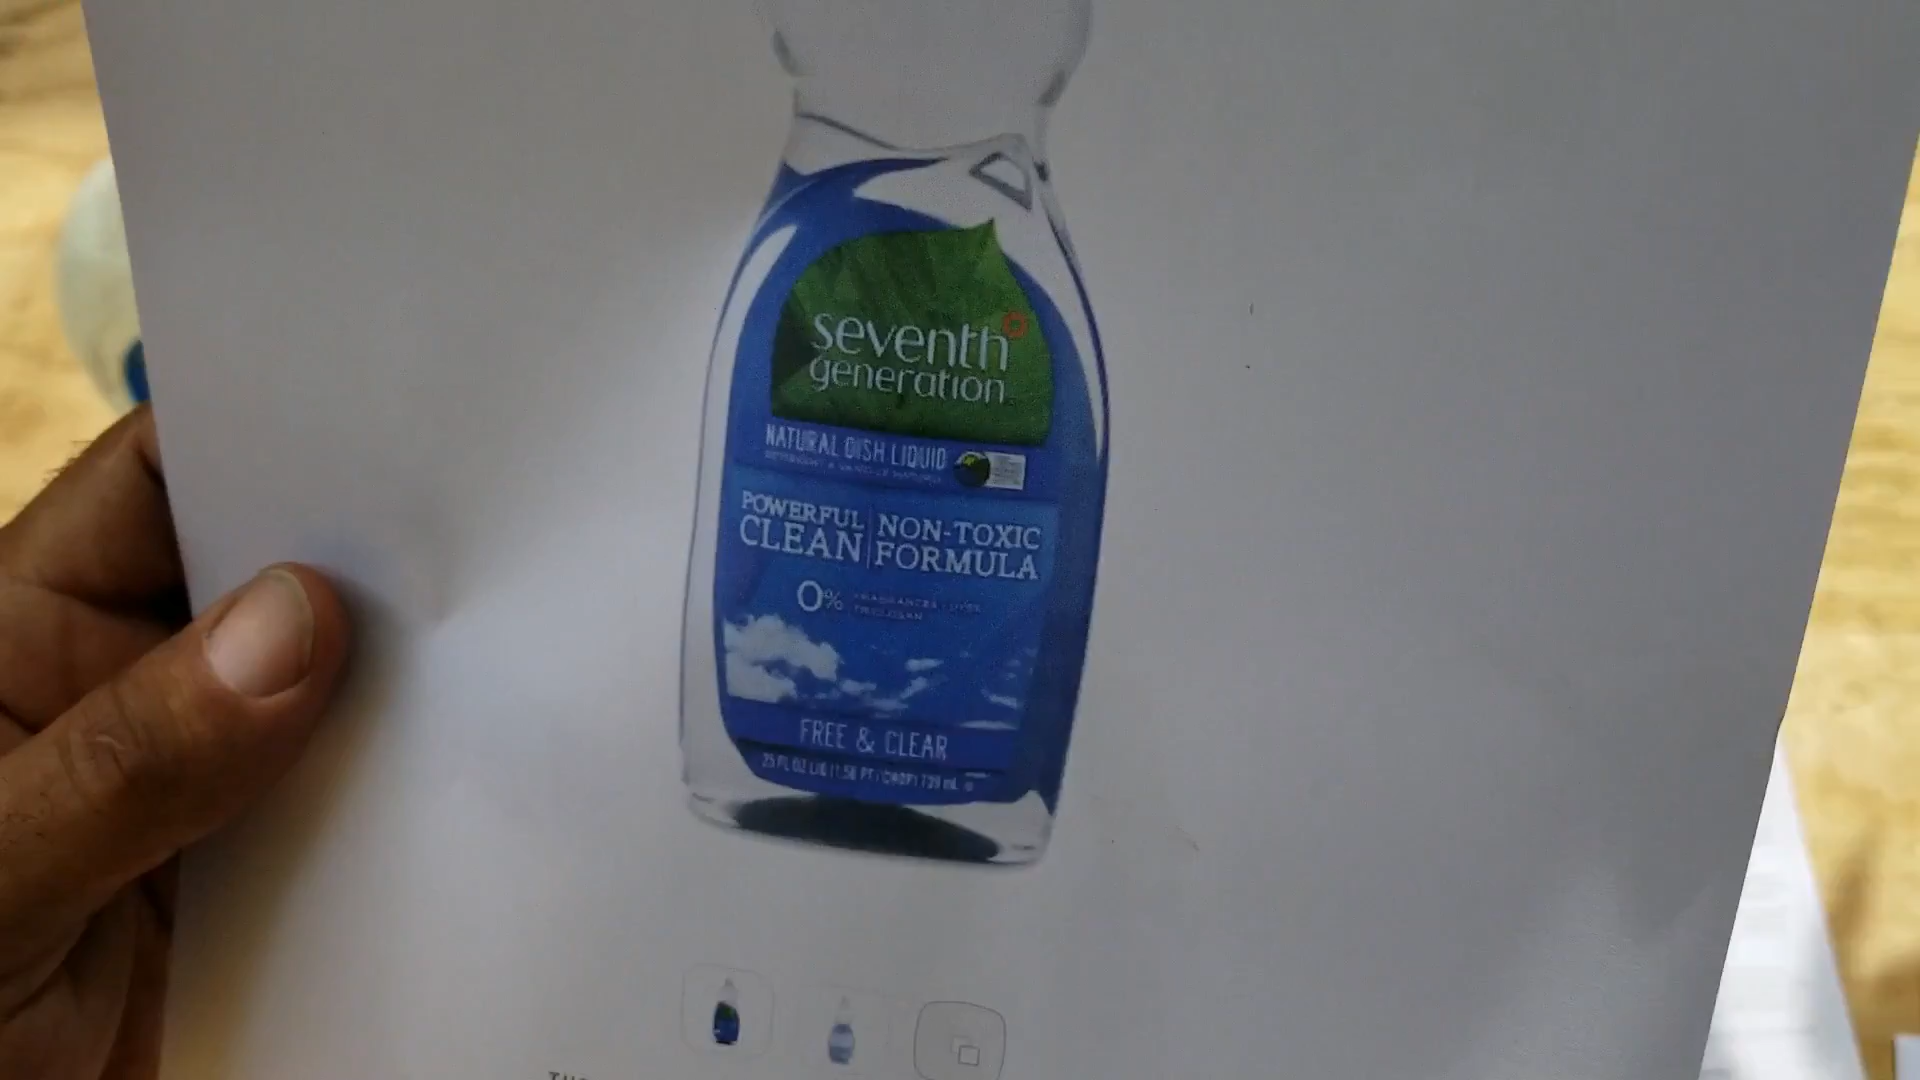 seventh
generation
NATURAL DISH LIQUID
POWERFUL
CLEAN
NON-TOXIC
FORMULA
0%
FREE & CLEAR